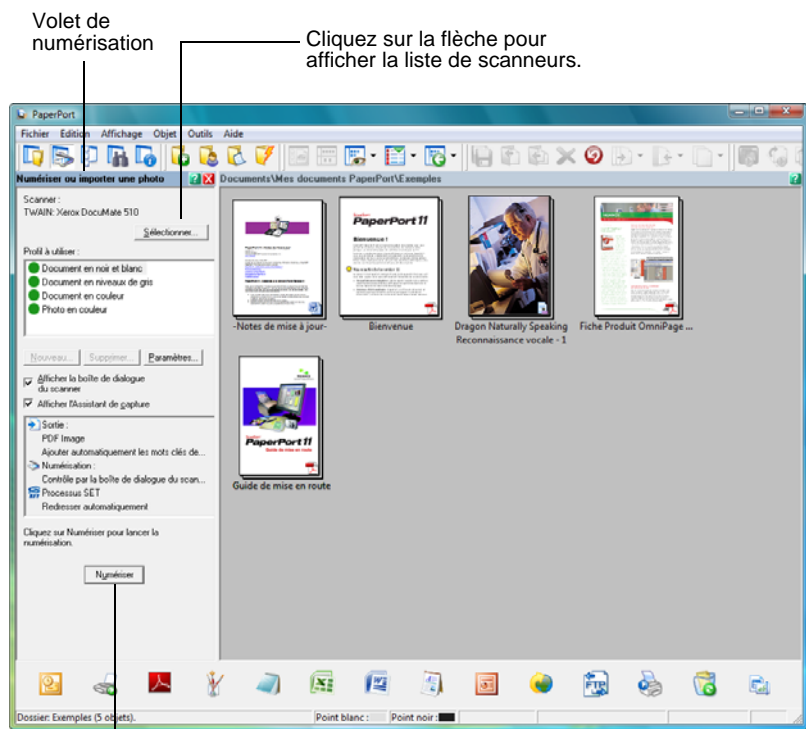 Volet de
numérisation
Cliquez sur la flèche pour
afficher la liste de scanneurs.
PaperPort
Fichier Edition Affichage Objet Outils Aide
Numériser ou importer une photo
Documents\Mes documents PaperPort\Exemples
Scanner :
TWAIN: Xerox DocuMate 510
Sélectionner...
Profil à utiliser :
Document en noir et blanc
Document en niveaux de gris
Document en couleur
Photo en couleur
Nouveau... Supprimer... Paramètres...
Afficher la boîte de dialogue
du scanner
Afficher l'Assistant de capture
Sortie :
PDF Image
Ajouter automatiquement les mots clés de...
Numérisation :
Contrôle par la boîte de dialogue du scan...
Processus SET
Redresser automatiquement
Cliquez sur Numériser pour lancer la
numérisation.
Numériser
PaperPort 11
Bienvenue !
-Notes de mise à jour-
Bienvenue
Dragon Naturally Speaking
Reconnaissance vocale - 1
Fiche Produit OmniPage ...
PaperPort 11
Guide de mise en route
Guide de mise en route
FTP
Dossier: Exemples (5 objets).
Point blanc :
Point noir :